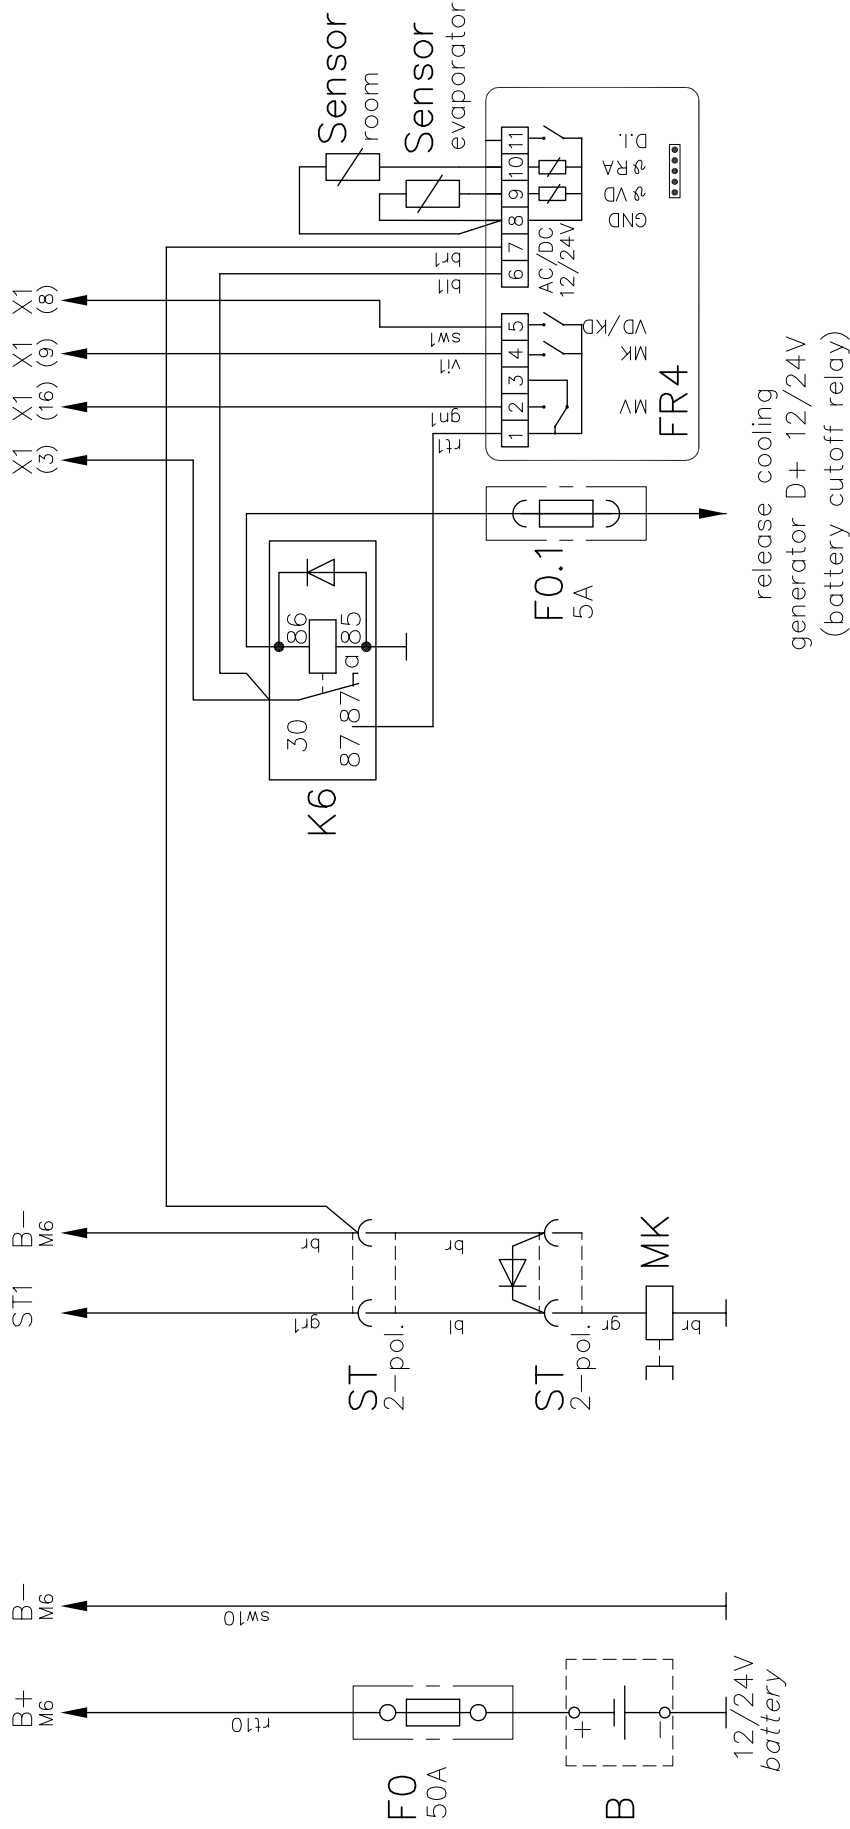 B+
M6
B–
M6
ST1
B–
M6
X1
(3)
X1
(16)
X1
(9)
X1
(8)
rt10
sw10
gr1
br
bl
br
gr
br
F0
50A
B
+
–
12/24V
battery
ST
2–pol.
ST
2–pol.
MK
K6
30
86
87
87a
85
F0.1
5A
release cooling
generator D+ 12/24V
(battery cutoff relay)
rt1
gn1
vi1
sw1
bl1
br1
1
2
3
4
5
6
7
8
9
10
11
MV
MK
VD/KD
AC/DC
12/24V
GND
ϑVD
ϑRA
D.I.
FR4
Sensor
room
Sensor
evaporator